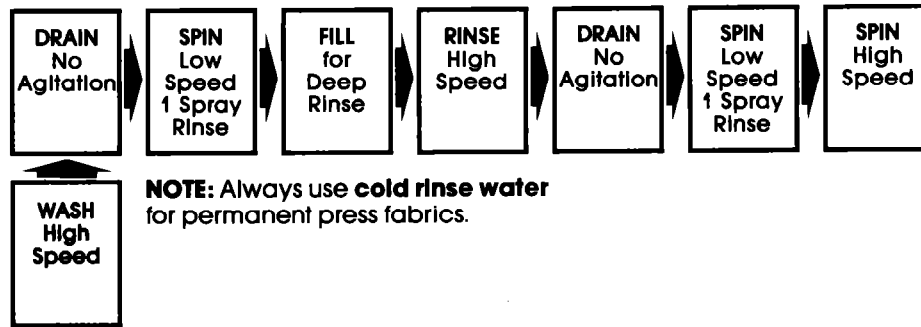 DRAIN
No
Agitation
SPIN
Low
Speed
1 Spray
Rinse
FILL
for
Deep
Rinse
RINSE
High
Speed
DRAIN
No
Agitation
SPIN
Low
Speed
1 Spray
Rinse
SPIN
High
Speed
WASH
High
Speed
NOTE: Always use cold rinse water
for permanent press fabrics.